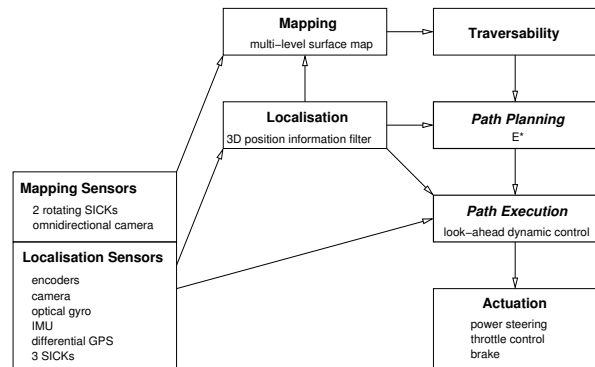 Mapping
multi-level surface map
Traversability
Localisation
3D position information filter
Path Planning
E*
Mapping Sensors
2 rotating SICKs
omnidirectional camera
Path Execution
look-ahead dynamic control
Localisation Sensors
encoders
camera
optical gyro
IMU
differential GPS
3 SICKs
Actuation
power steering
throttle control
brake